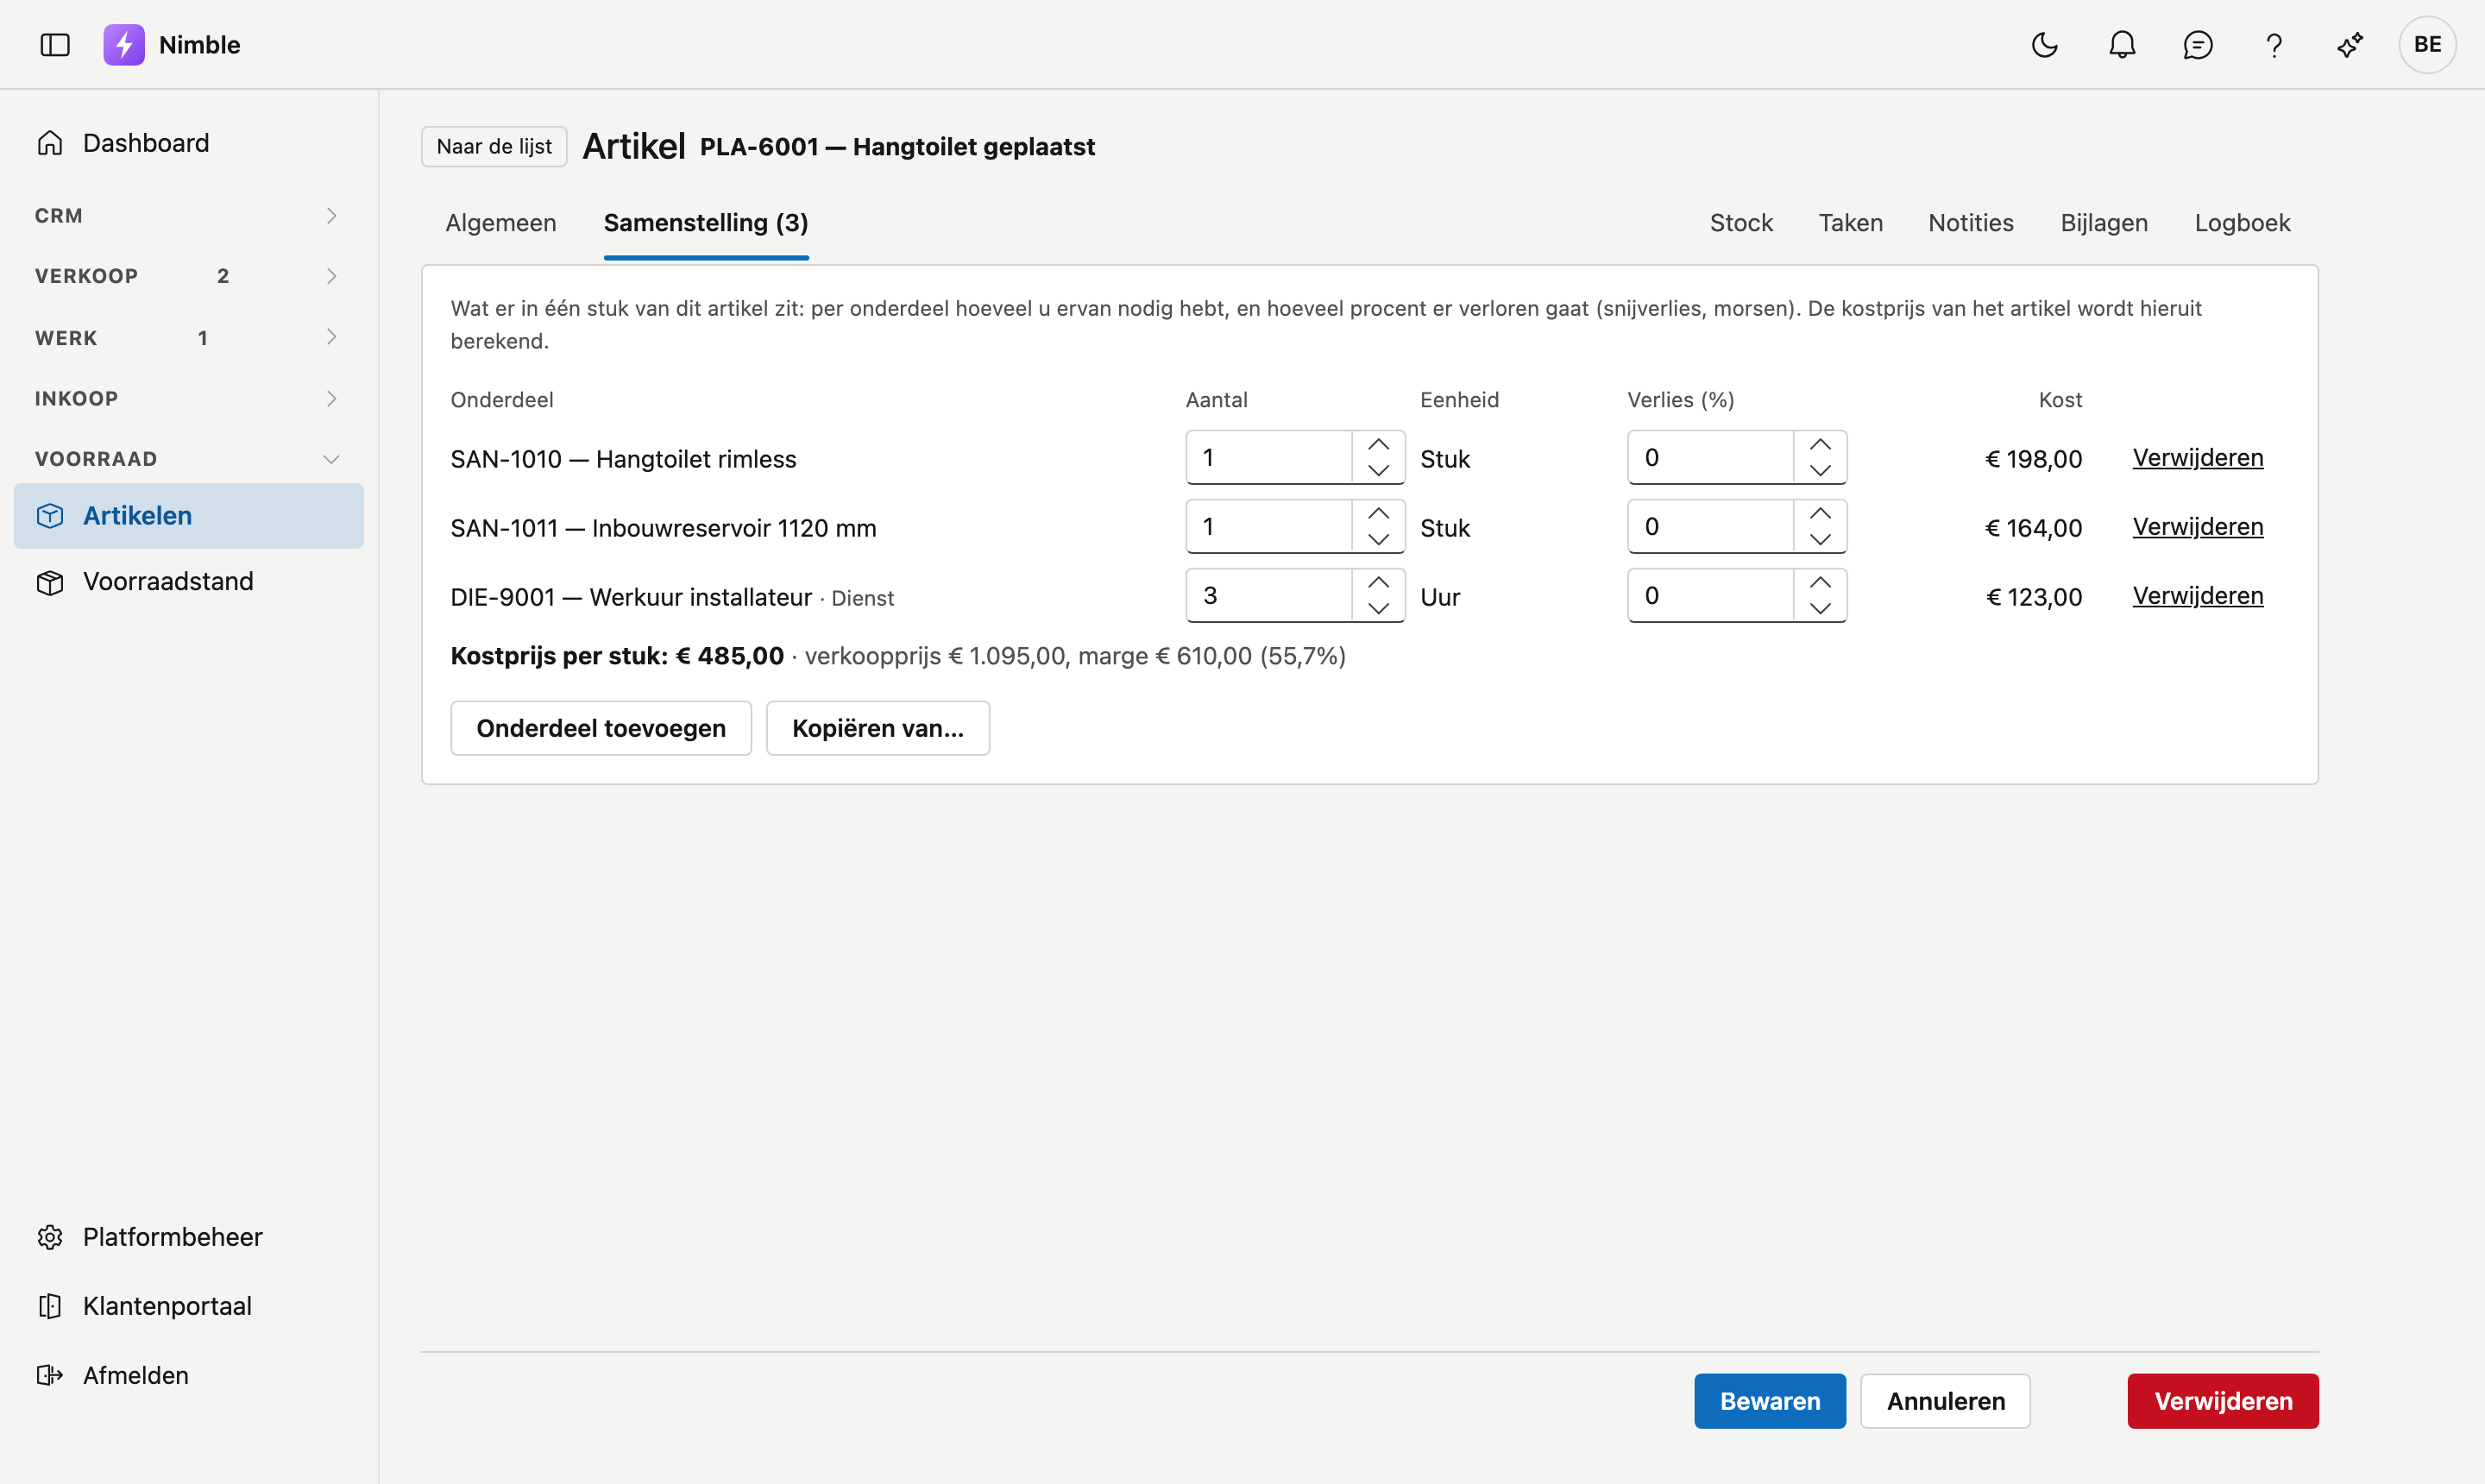 Nimble
BE
Dashboard
CRM
VERKOOP 2
WERK 1
INKOOP
VOORRAAD
Artikelen
Voorraadstand
Platformbeheer
Klantenportaal
Afmelden
Naar de lijst Artikel PLA-6001 — Hangtoilet geplaatst
Algemeen Samenstelling (3) Stock Taken Notities Bijlagen Logboek
Wat er in één stuk van dit artikel zit: per onderdeel hoeveel u ervan nodig hebt, en hoeveel procent er verloren gaat (snijverlies, morsen). De kostprijs van het artikel wordt hieruit
berekend.
Onderdeel Aantal Eenheid Verlies (%) Kost
SAN-1010 — Hangtoilet rimless 1 Stuk 0 € 198,00 Verwijderen
SAN-1011 — Inbouwreservoir 1120 mm 1 Stuk 0 € 164,00 Verwijderen
DIE-9001 — Werkuur installateur · Dienst 3 Uur 0 € 123,00 Verwijderen
Kostprijs per stuk: € 485,00 · verkoopprijs € 1.095,00, marge € 610,00 (55,7%)
Onderdeel toevoegen Kopiëren van...
Bewaren Annuleren Verwijderen